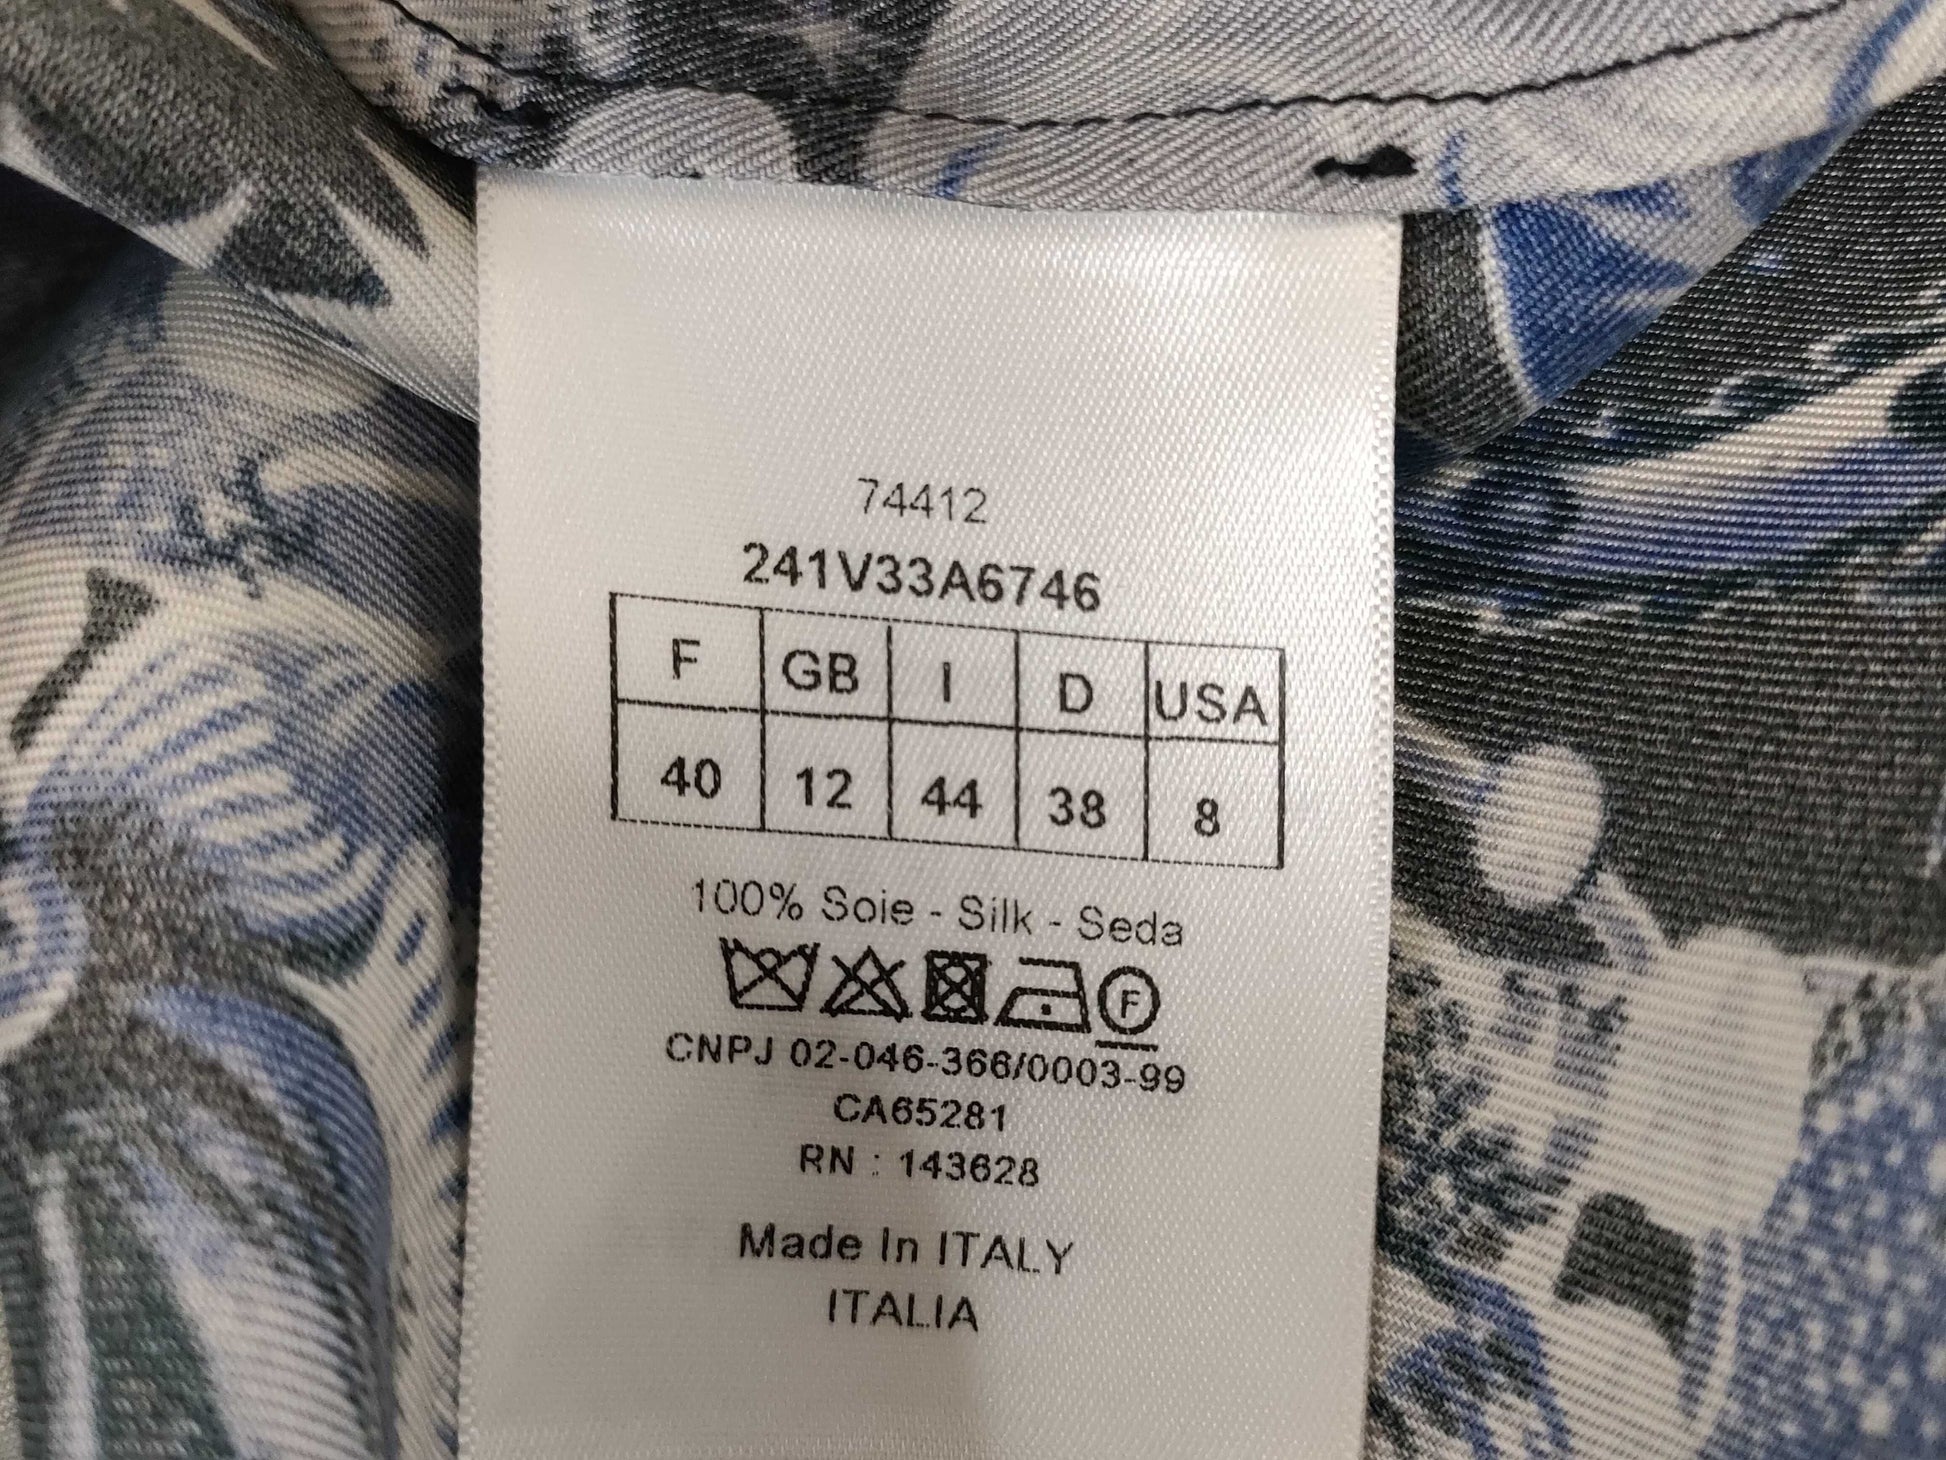 74412
241V33A6746
F GB I D USA
40 12 44 38 8
100% Soie - Silk - Seda
F
CNPJ 02-046-366/0003-99
CA65281
RN : 143628
Made In ITALY
ITALIA